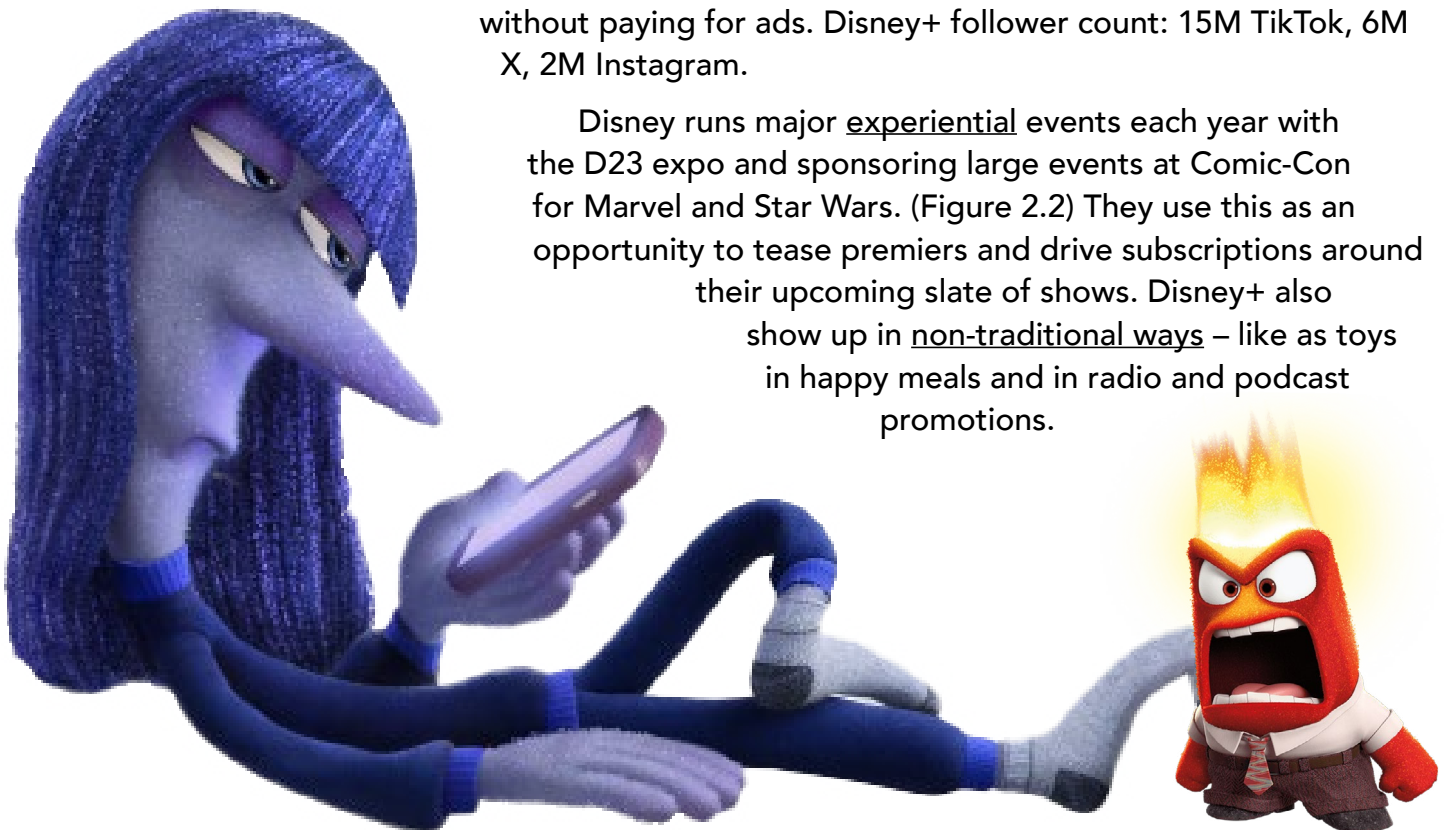 without paying for ads. Disney+ follower count: 15M TikTok, 6M
X, 2M Instagram.
Disney runs major experiential events each year with
the D23 expo and sponsoring large events at Comic-Con
for Marvel and Star Wars. (Figure 2.2) They use this as an
opportunity to tease premiers and drive subscriptions around
their upcoming slate of shows. Disney+ also
show up in non-traditional ways – like as toys
in happy meals and in radio and podcast
promotions.